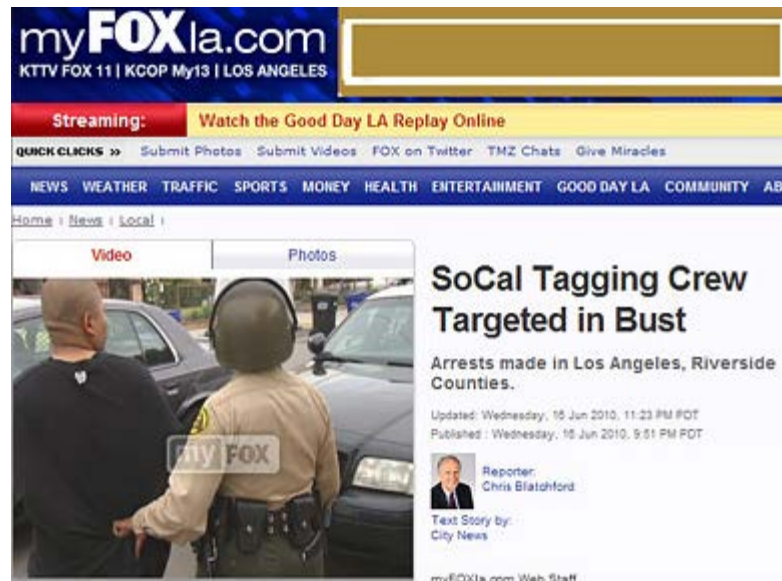 myFOXla.com
KTTV FOX 11 | KCOP My13 | LOS ANGELES
Streaming: Watch the Good Day LA Replay Online
QUICK CLICKS » Submit Photos Submit Videos FOX on Twitter TMZ Chats Give Miracles
NEWS WEATHER TRAFFIC SPORTS MONEY HEALTH ENTERTAINMENT GOOD DAY LA COMMUNITY AB
Home | News | Local |
Video Photos
my FOX
SoCal Tagging Crew
Targeted in Bust
Arrests made in Los Angeles, Riverside
Counties.
Updated: Wednesday, 16 Jun 2010, 11:23 PM PDT
Published : Wednesday, 16 Jun 2010, 9:51 PM PDT
Reporter:
Chris Blatchford
Text Story by:
City News
myFOXla.com Web Staff